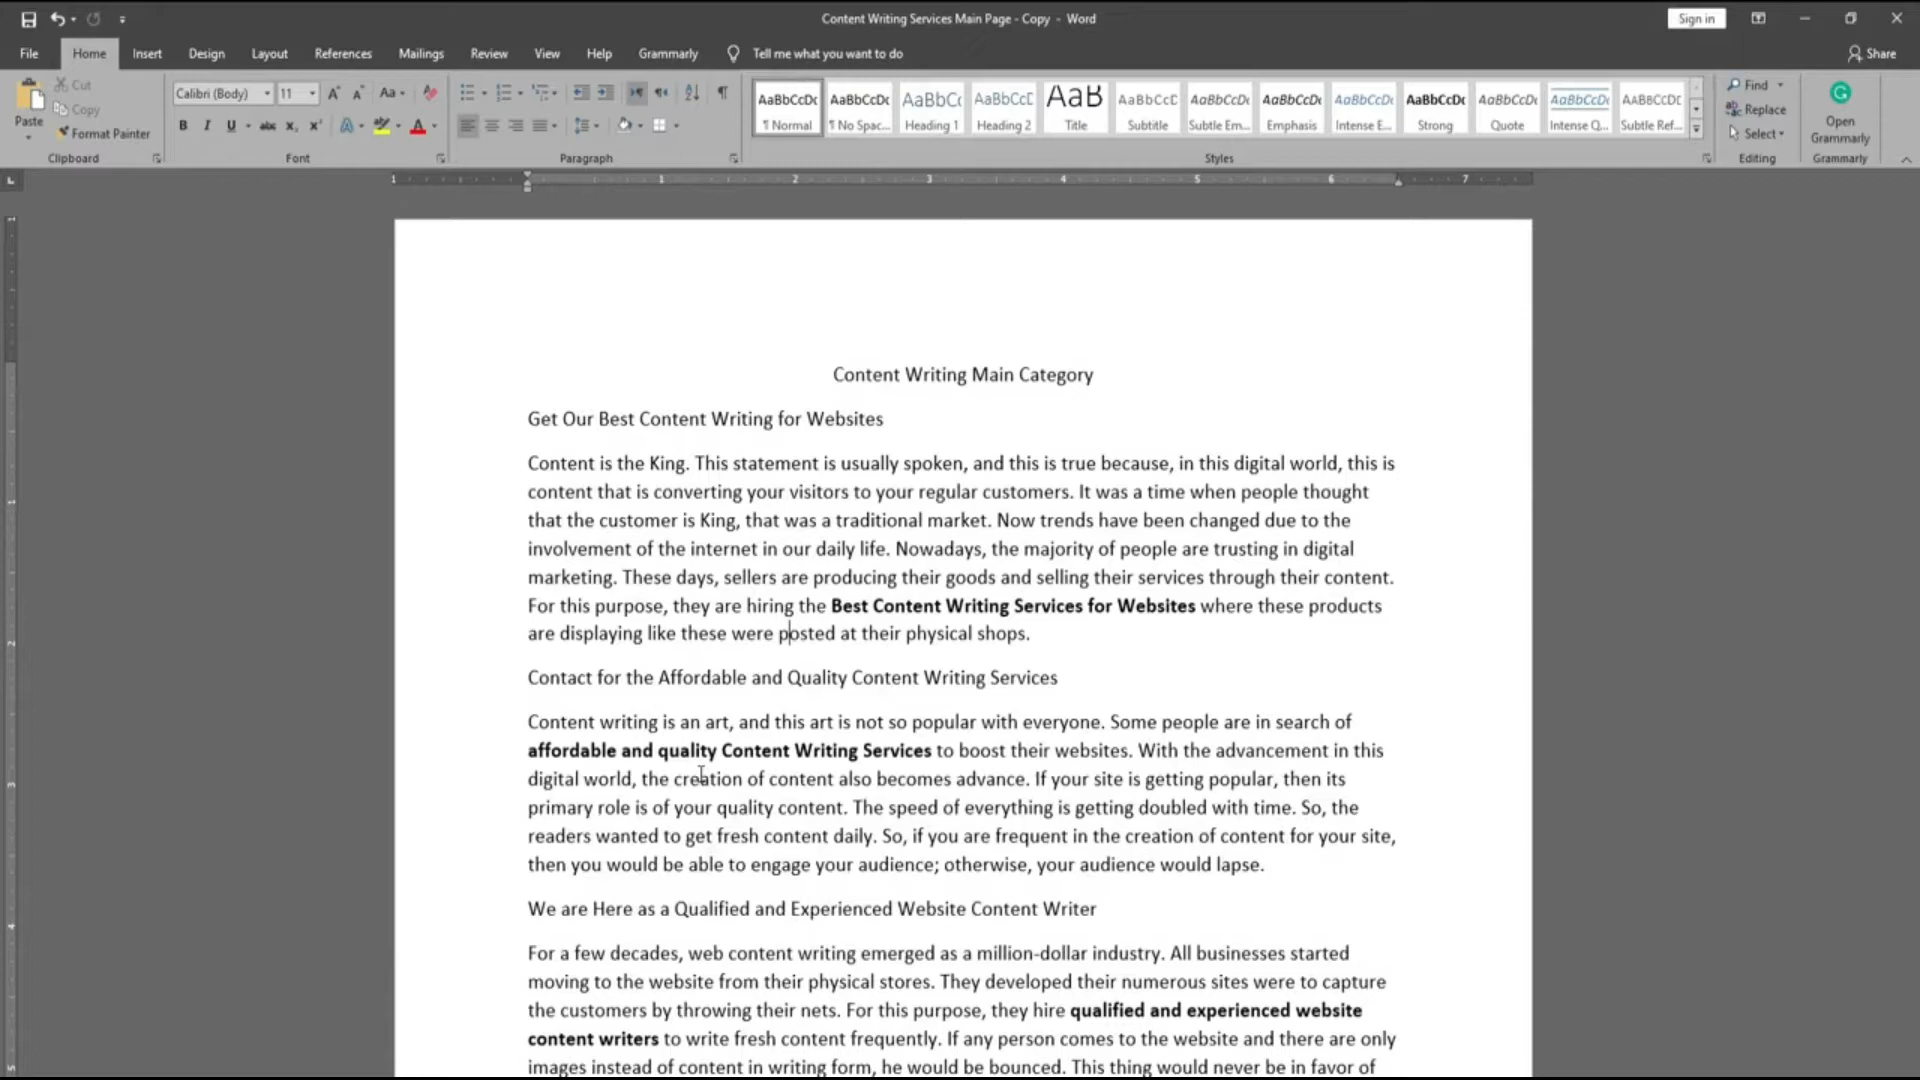 Content Writing Services Main Page - Copy - Word
Sign in
File Home Insert Design Layout References Mailings Review View Help Grammarly Tell me what you want to do
Share
Paste
Cut
Copy
Format Painter
Clipboard
Calibri (Body) 11
Aa
B I U abc X₂ X²
A
Font
Paragraph
AaBbCcDc AaBbCcDc AaBbCc AaBbCcC AaB AaBbCcC AaBbCcDc AaBbCcDc AaBbCcDc AaBbCcDc AaBbCcDc AaBbCcDc AABBCCDC
¶ Normal ¶ No Spac... Heading 1 Heading 2 Title Subtitle Subtle Em... Emphasis Intense E... Strong Quote Intense Q... Subtle Ref...
Styles
Find
Replace
Select
Editing
Open
Grammarly
Grammarly
1 1 2 3 4 5 6 7
Content Writing Main Category
Get Our Best Content Writing for Websites
Content is the King. This statement is usually spoken, and this is true because, in this digital world, this is
content that is converting your visitors to your regular customers. It was a time when people thought
that the customer is King, that was a traditional market. Now trends have been changed due to the
involvement of the internet in our daily life. Nowadays, the majority of people are trusting in digital
marketing. These days, sellers are producing their goods and selling their services through their content.
For this purpose, they are hiring the Best Content Writing Services for Websites where these products
are displaying like these were posted at their physical shops.
Contact for the Affordable and Quality Content Writing Services
Content writing is an art, and this art is not so popular with everyone. Some people are in search of
affordable and quality Content Writing Services to boost their websites. With the advancement in this
digital world, the creation of content also becomes advance. If your site is getting popular, then its
primary role is of your quality content. The speed of everything is getting doubled with time. So, the
readers wanted to get fresh content daily. So, if you are frequent in the creation of content for your site,
then you would be able to engage your audience; otherwise, your audience would lapse.
We are Here as a Qualified and Experienced Website Content Writer
For a few decades, web content writing emerged as a million-dollar industry. All businesses started
moving to the website from their physical stores. They developed their numerous sites were to capture
the customers by throwing their nets. For this purpose, they hire qualified and experienced website
content writers to write fresh content frequently. If any person comes to the website and there are only
images instead of content in writing form, he would be bounced. This thing would never be in favor of